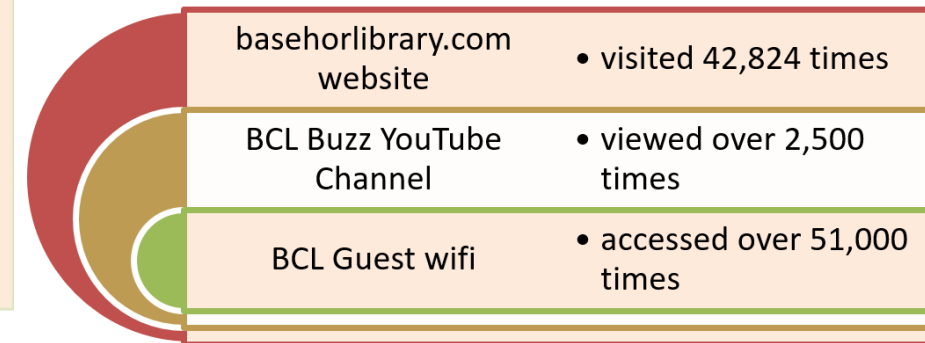 basehorlibrary.com
website
• visited 42,824 times
BCL Buzz YouTube
Channel
• viewed over 2,500
times
BCL Guest wifi
• accessed over 51,000
times